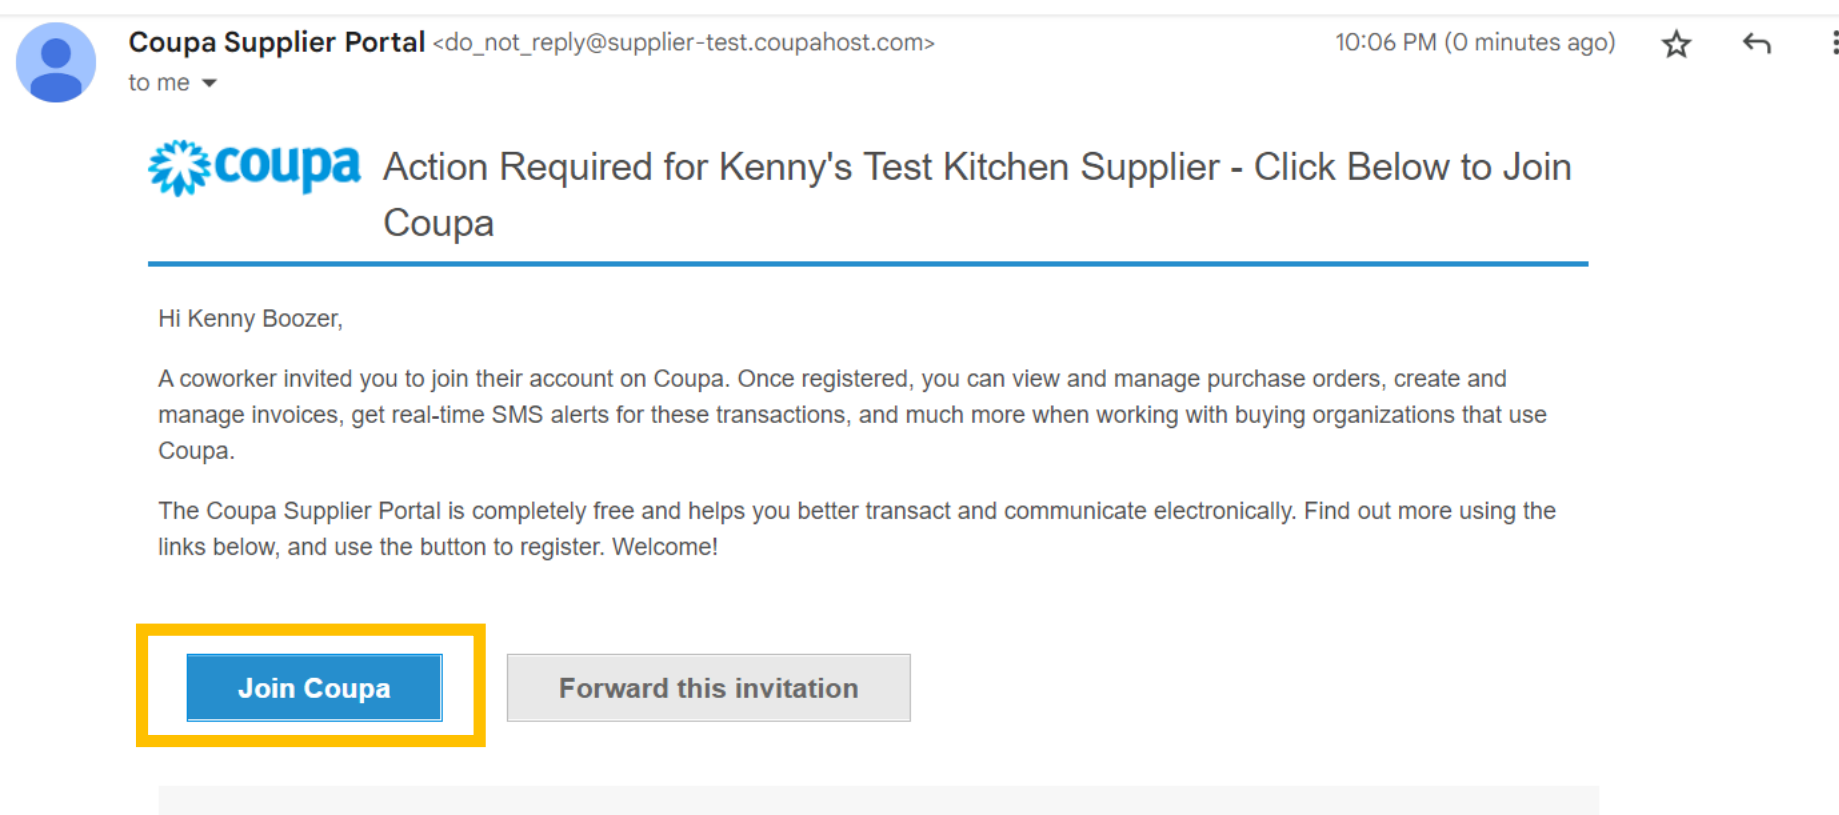 Coupa Supplier Portal <do_not_reply@supplier-test.coupahost.com> 10:06 PM (0 minutes ago)
to me
coupa Action Required for Kenny's Test Kitchen Supplier - Click Below to Join
Coupa
Hi Kenny Boozer,
A coworker invited you to join their account on Coupa. Once registered, you can view and manage purchase orders, create and
manage invoices, get real-time SMS alerts for these transactions, and much more when working with buying organizations that use
Coupa.
The Coupa Supplier Portal is completely free and helps you better transact and communicate electronically. Find out more using the
links below, and use the button to register. Welcome!
Join Coupa Forward this invitation